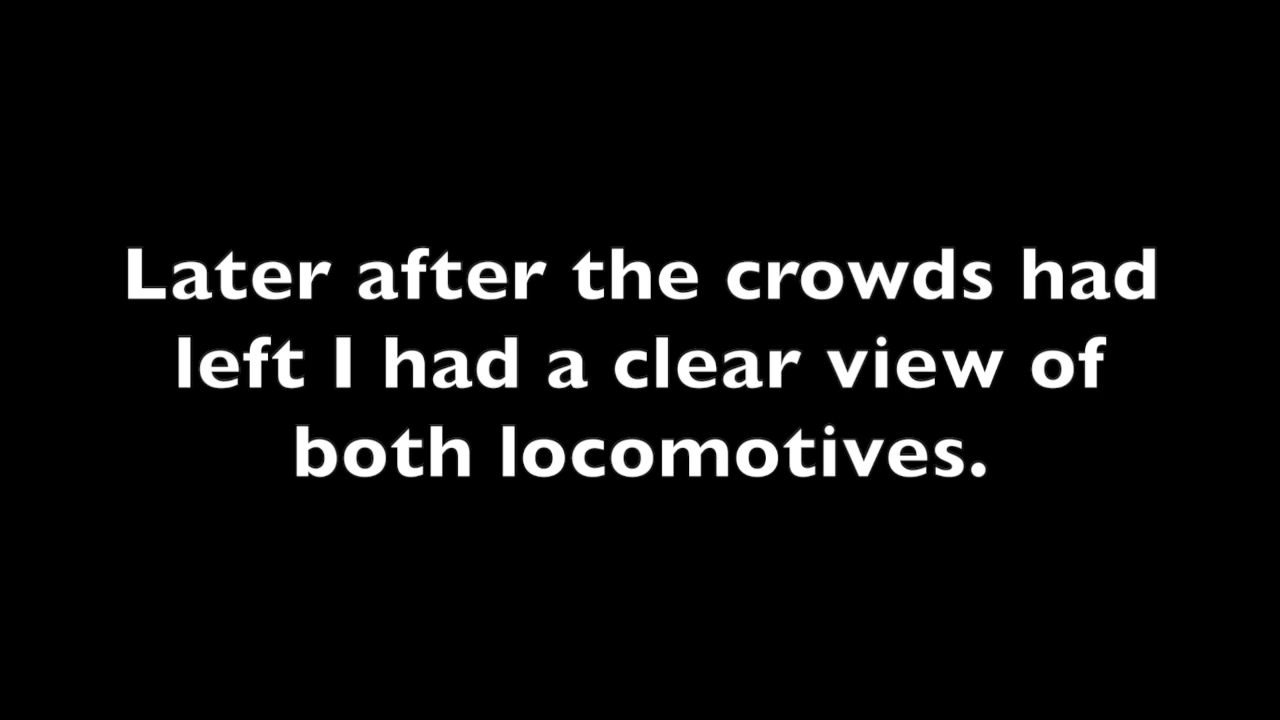 Later after the crowds had
left I had a clear view of
both locomotives.